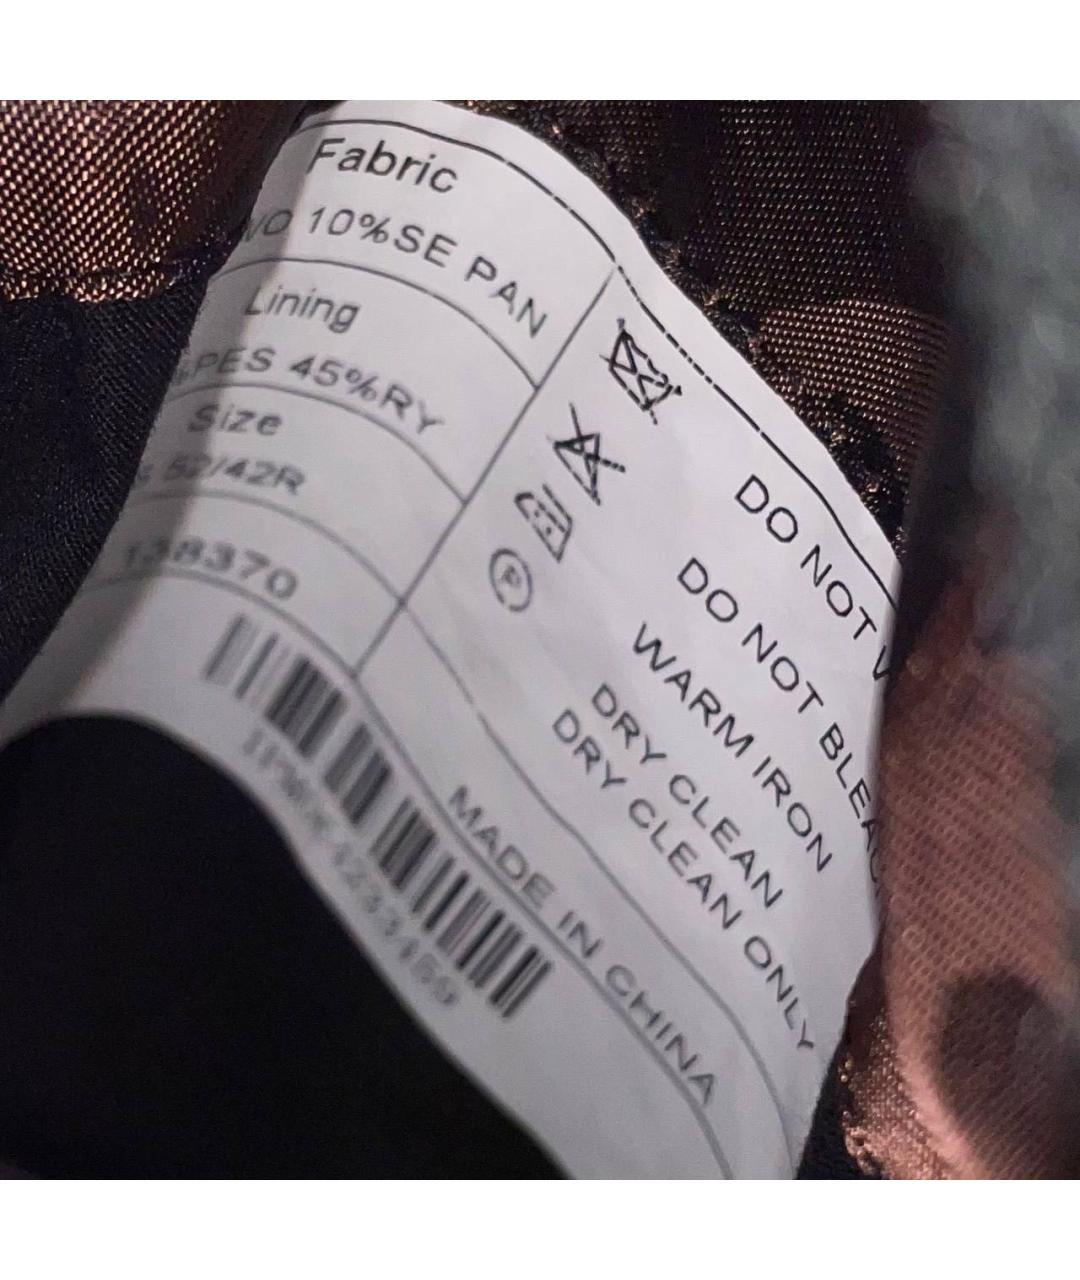 Fabric
10%SE PAN
Lining
PES 45%RY
Size
52/42R
138370
DO NOT
DO NOT BLEAC
WARM IRON
DRY CLEAN
DRY CLEAN ONLY
P
MADE IN CHINA